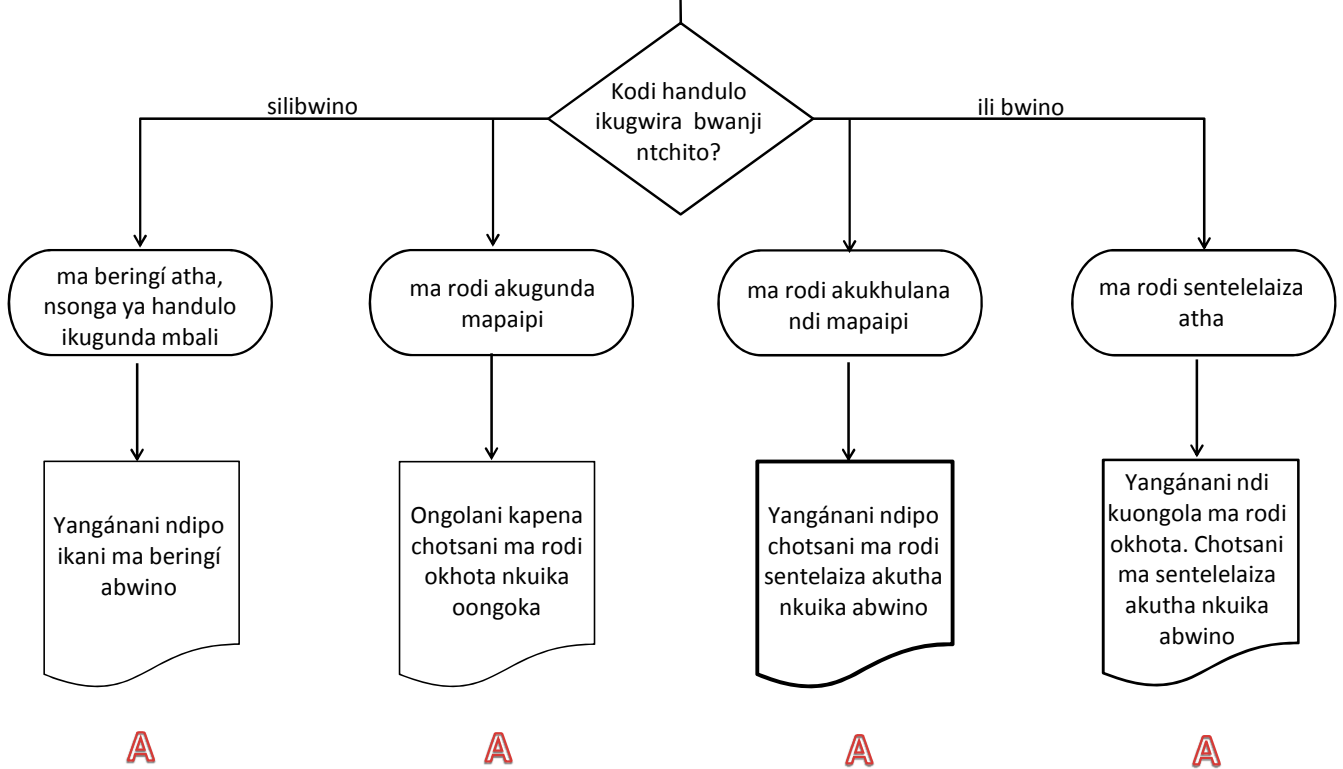 Kodi handulo
ikugwira bwanji
ntchito?
silibwino
ili bwino
ma beringí atha,
nsonga ya handulo
ikugunda mbali
ma rodi akugunda
mapaipi
ma rodi akukhulana
ndi mapaipi
ma rodi sentelelaiza
atha
Yangánani ndipo
ikani ma beringí
abwino
Ongolani kapena
chotsani ma rodi
okhota nkuika
oongoka
Yangánani ndipo
chotsani ma rodi
sentelaiza akutha
nkuika abwino
Yangánani ndi
kuongola ma rodi
okhota. Chotsani
ma sentelelaiza
akutha nkuika
abwino
A
A
A
A